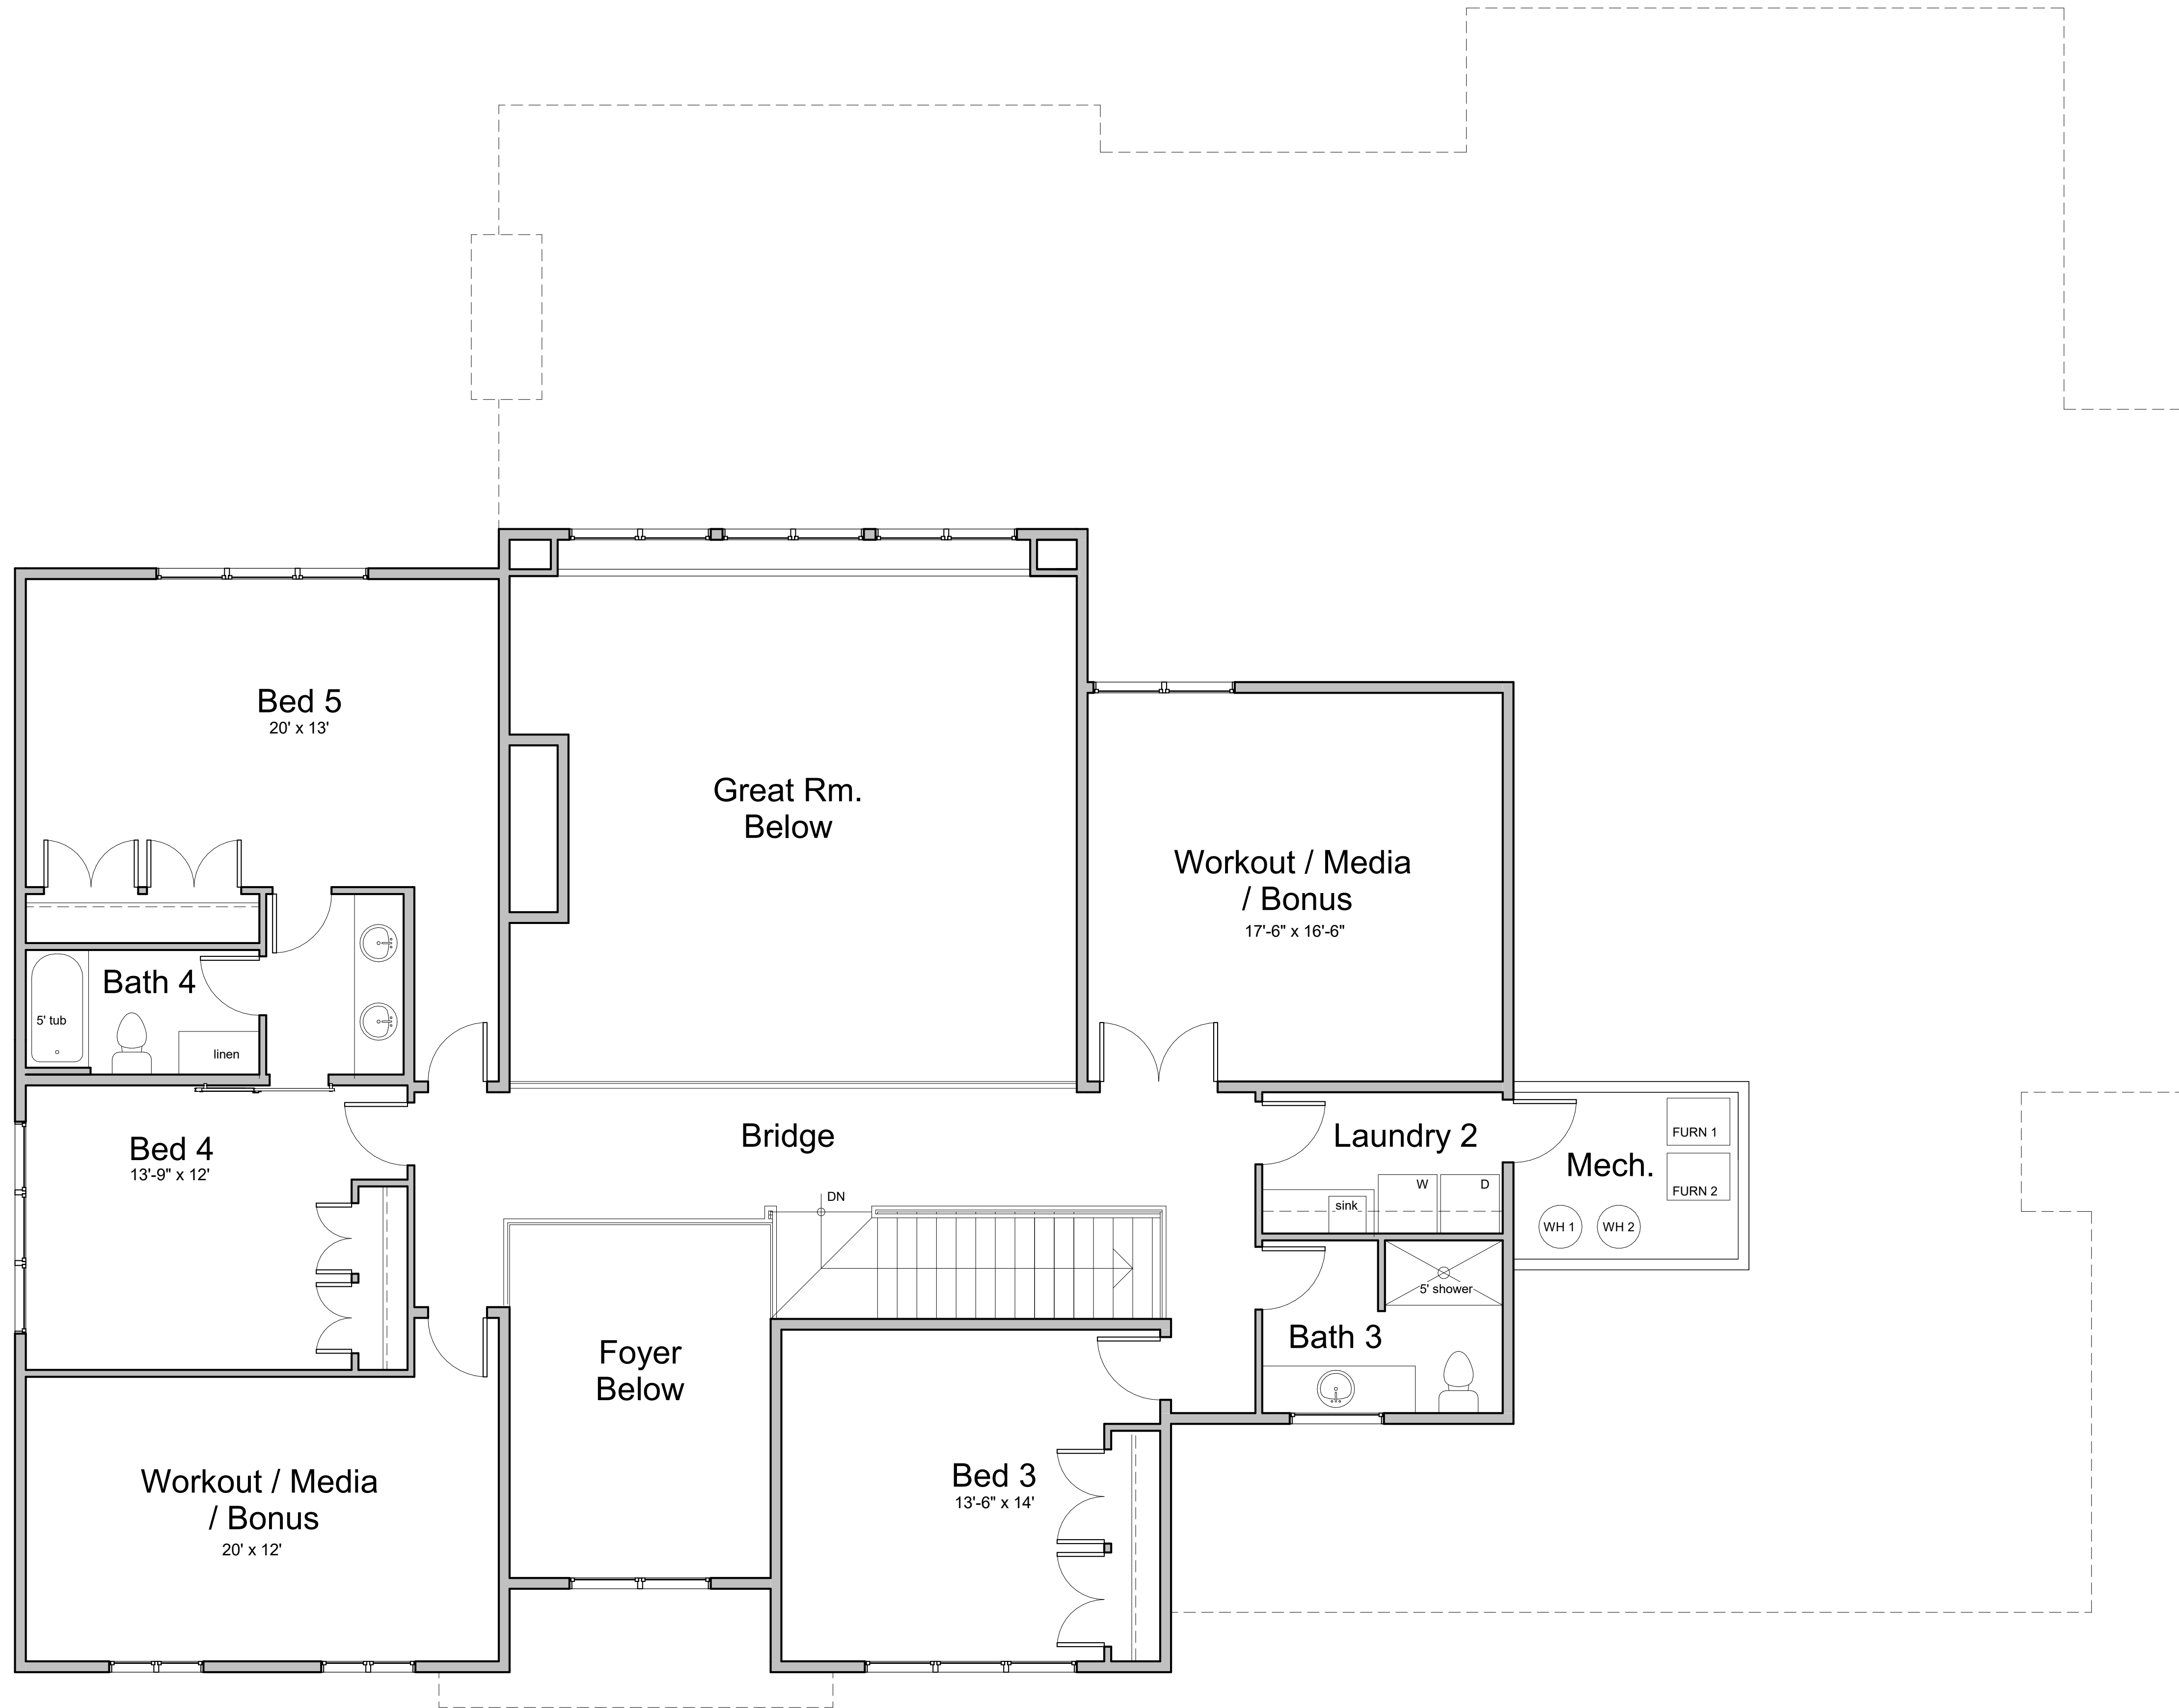 Bed 5
20' x 13'
Great Rm.
Below
Workout / Media
/ Bonus
17'-6" x 16'-6"
Bath 4
5' tub
linen
Bed 4
13'-9" x 12'
Bridge
DN
Laundry 2
sink
W
D
Mech.
FURN 1
FURN 2
WH 1
WH 2
5' shower
Bath 3
Foyer
Below
Bed 3
13'-6" x 14'
Workout / Media
/ Bonus
20' x 12'